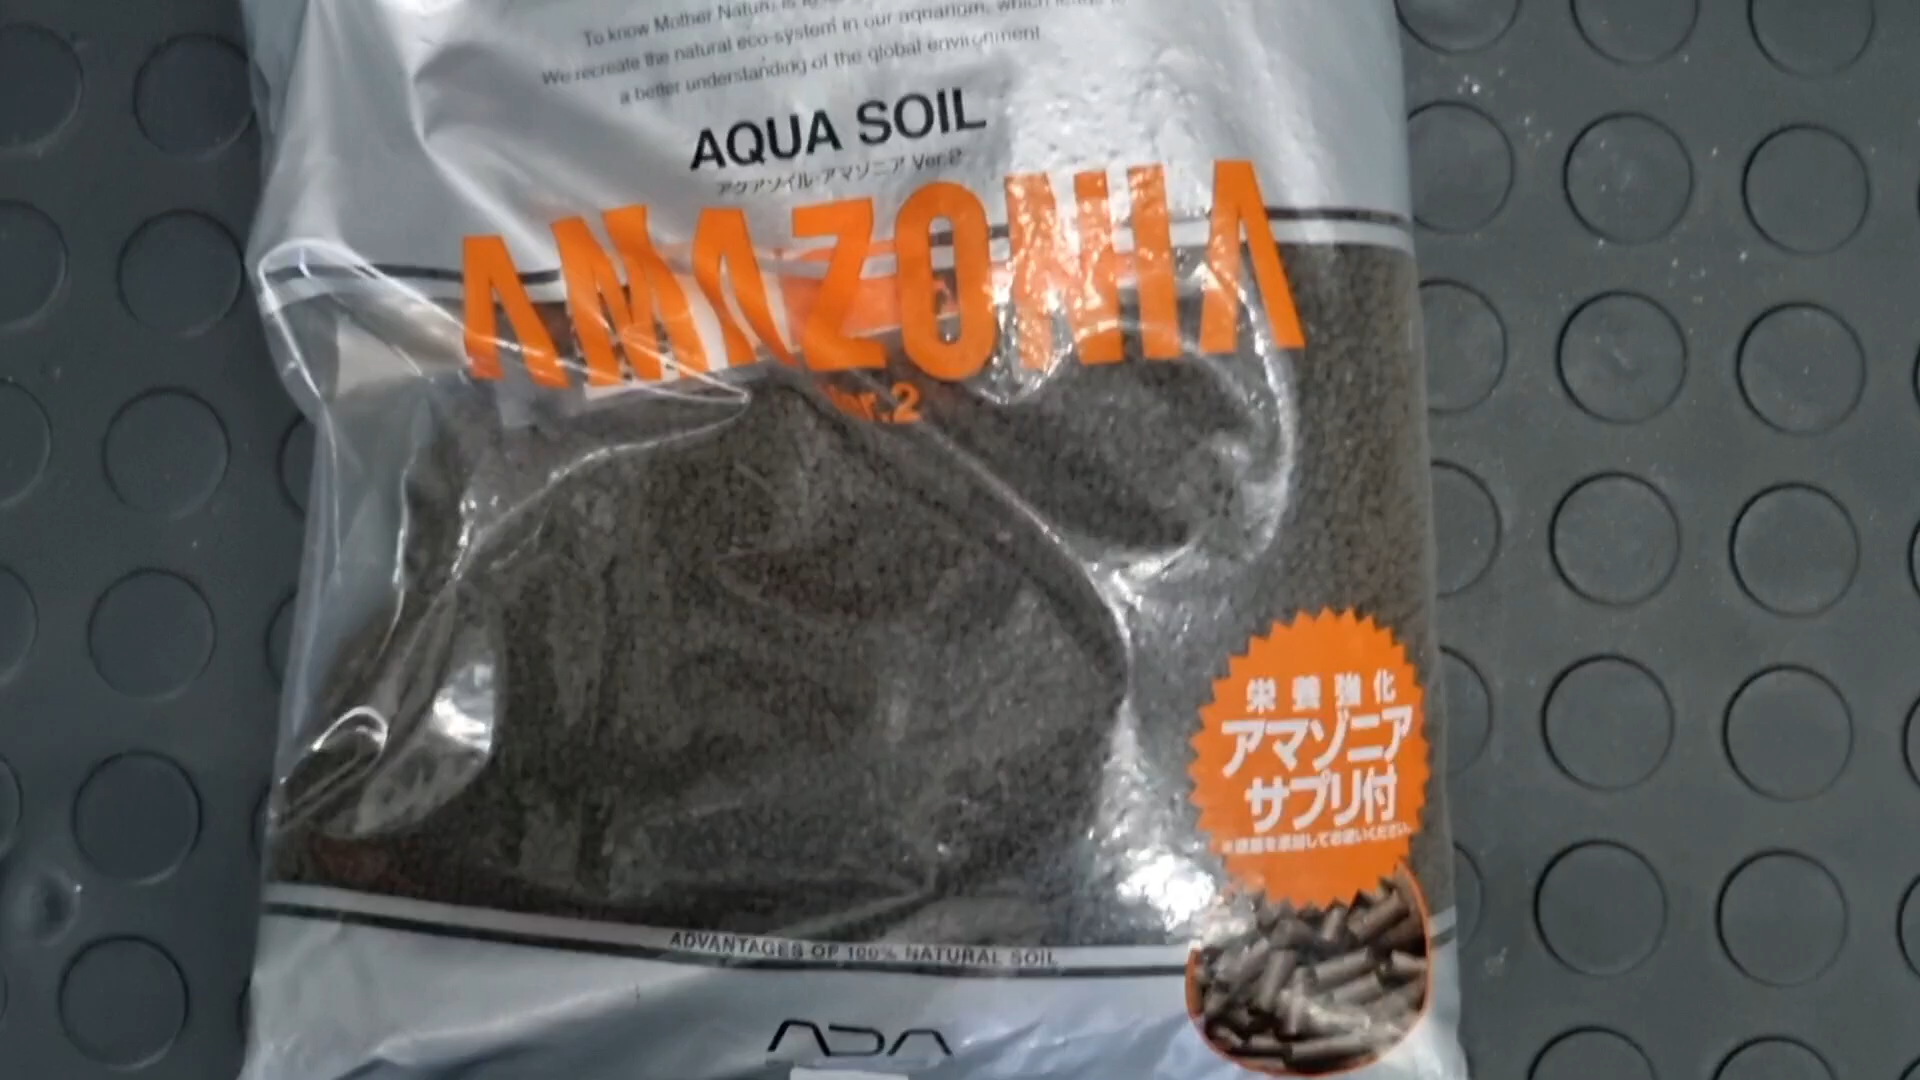 To know Mother Nature is to
We recreate the natural eco-system in our aquarium, which
a better understanding of the global environment
AQUA SOIL
アクアソイル・アマゾニア Ver.2
AMAZONIA
Ver.2
栄養強化
アマゾニア
サプリ付
ADVANTAGES OF 100% NATURAL SOIL
ADA